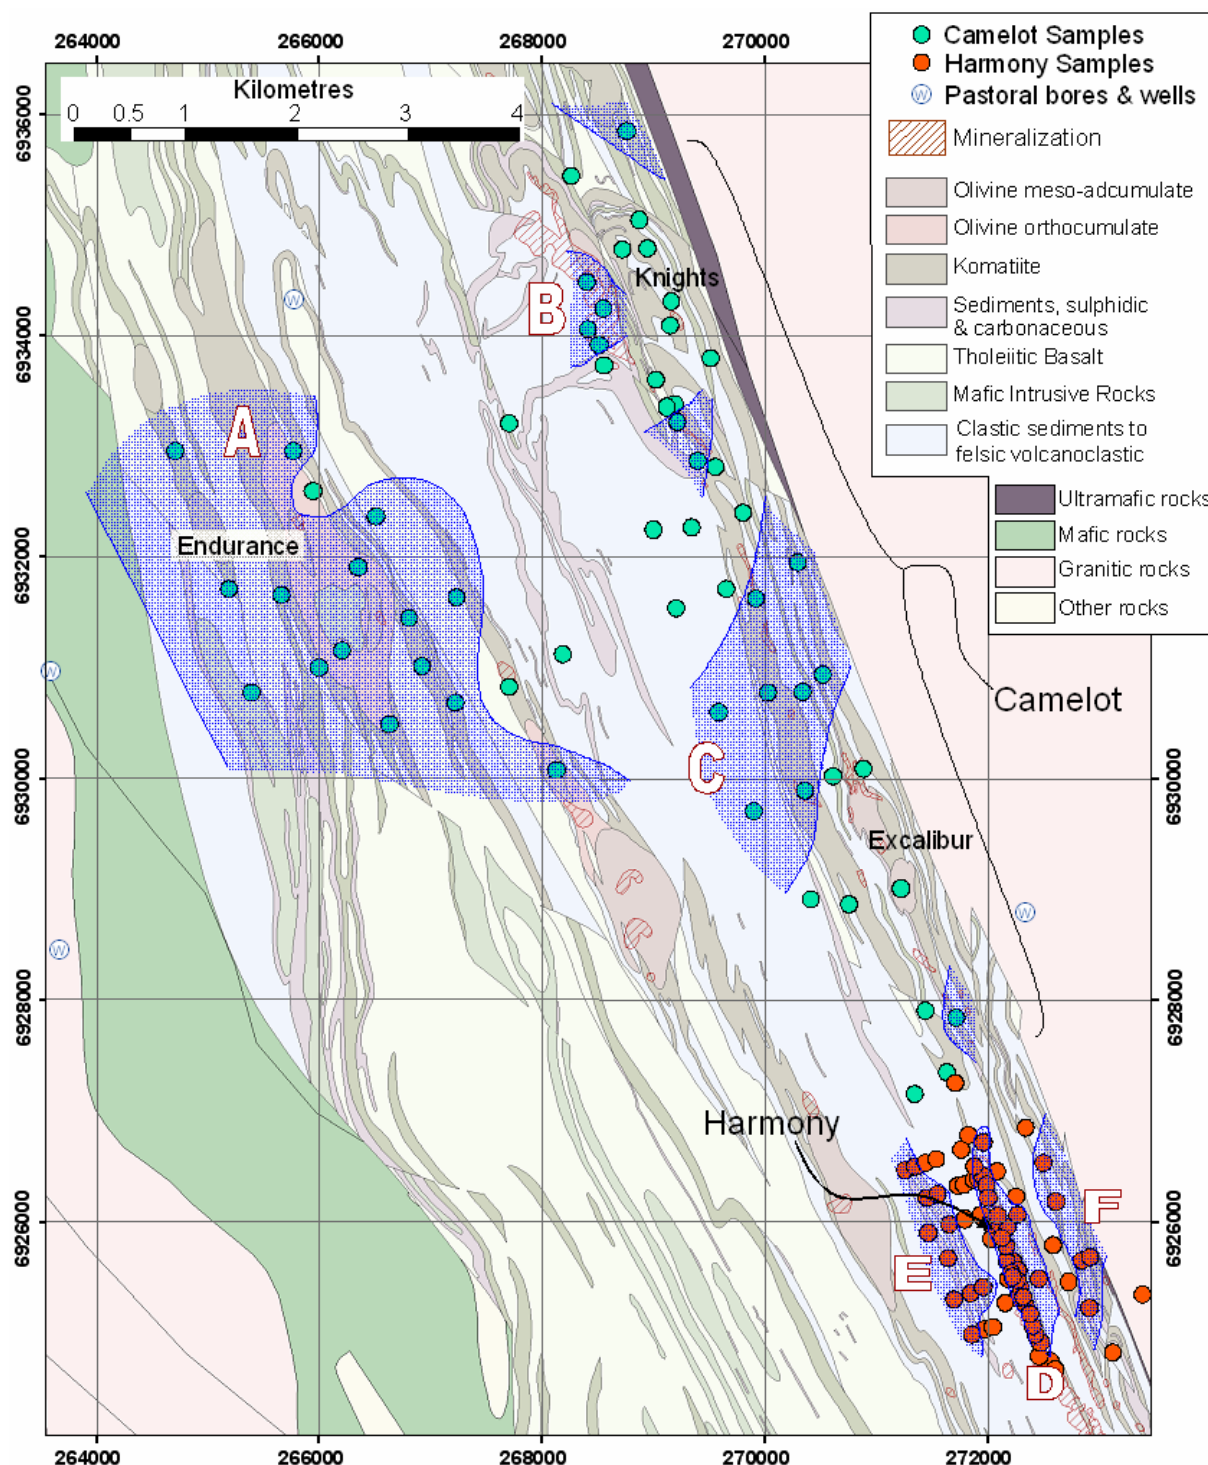 264000
266000
268000
270000
Camelot Samples
Harmony Samples
W Pastoral bores & wells
Mineralization
Olivine meso-adcumulate
Olivine orthocumulate
Komatiite
Sediments, sulphidic
& carbonaceous
Tholeiitic Basalt
Mafic Intrusive Rocks
Clastic sediments to
felsic volcanoclastic
Ultramafic rocks
Mafic rocks
Granitic rocks
Other rocks
Kilometres
0 0.5 1 2 3 4
6936000
6934000
6932000
6930000
6928000
6926000
Knights
B
W
A
Endurance
W
Camelot
C
Excalibur
W
W
Harmony
F
E
D
6930000
6928000
6926000
264000
266000
268000
270000
272000